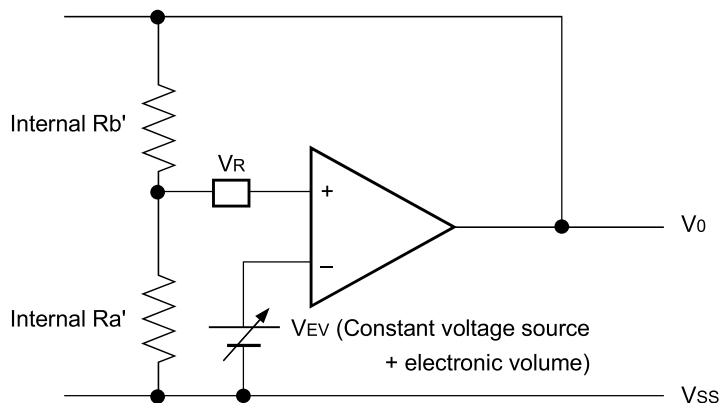 Internal Rb'
VR
+
V0
–
Internal Ra'
VEV (Constant voltage source
+ electronic volume)
VSS